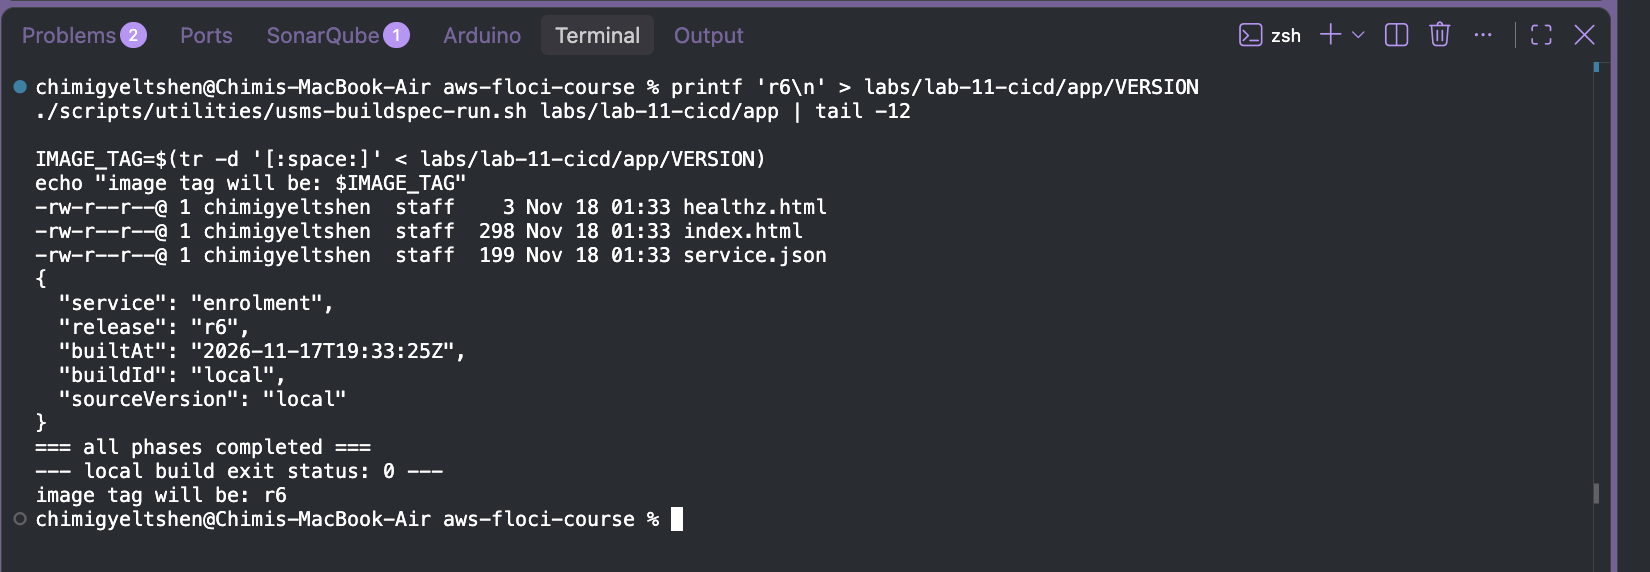 Problems 2 Ports SonarQube 1 Arduino Terminal Output zsh
chimigyeltshen@Chimis-MacBook-Air aws-floci-course % printf 'r6\n' > labs/lab-11-cicd/app/VERSION
./scripts/utilities/usms-buildspec-run.sh labs/lab-11-cicd/app | tail -12
IMAGE_TAG=$(tr -d '[:space:]' < labs/lab-11-cicd/app/VERSION)
echo "image tag will be: $IMAGE_TAG"
-rw-r--r--@ 1 chimigyeltshen  staff    3 Nov 18 01:33 healthz.html
-rw-r--r--@ 1 chimigyeltshen  staff  298 Nov 18 01:33 index.html
-rw-r--r--@ 1 chimigyeltshen  staff  199 Nov 18 01:33 service.json
{
  "service": "enrolment",
  "release": "r6",
  "builtAt": "2026-11-17T19:33:25Z",
  "buildId": "local",
  "sourceVersion": "local"
}
=== all phases completed ===
--- local build exit status: 0 ---
image tag will be: r6
chimigyeltshen@Chimis-MacBook-Air aws-floci-course %